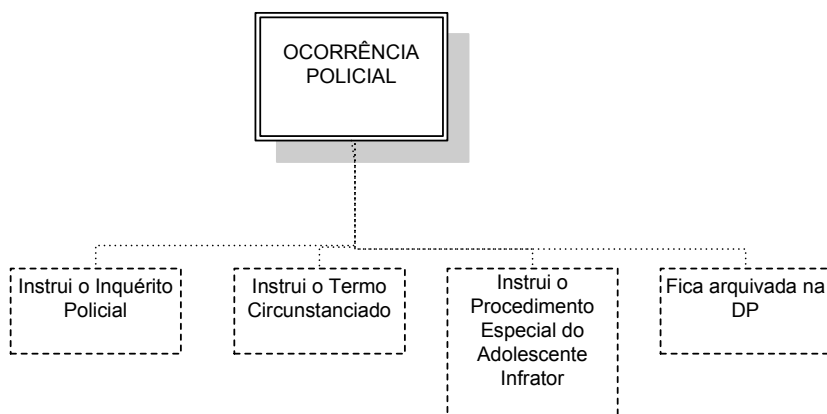 OCORRÊNCIA
POLICIAL
Instrui o Inquérito
Policial
Instrui o Termo
Circunstanciado
Instrui o
Procedimento
Especial do
Adolescente
Infrator
Fica arquivada na
DP